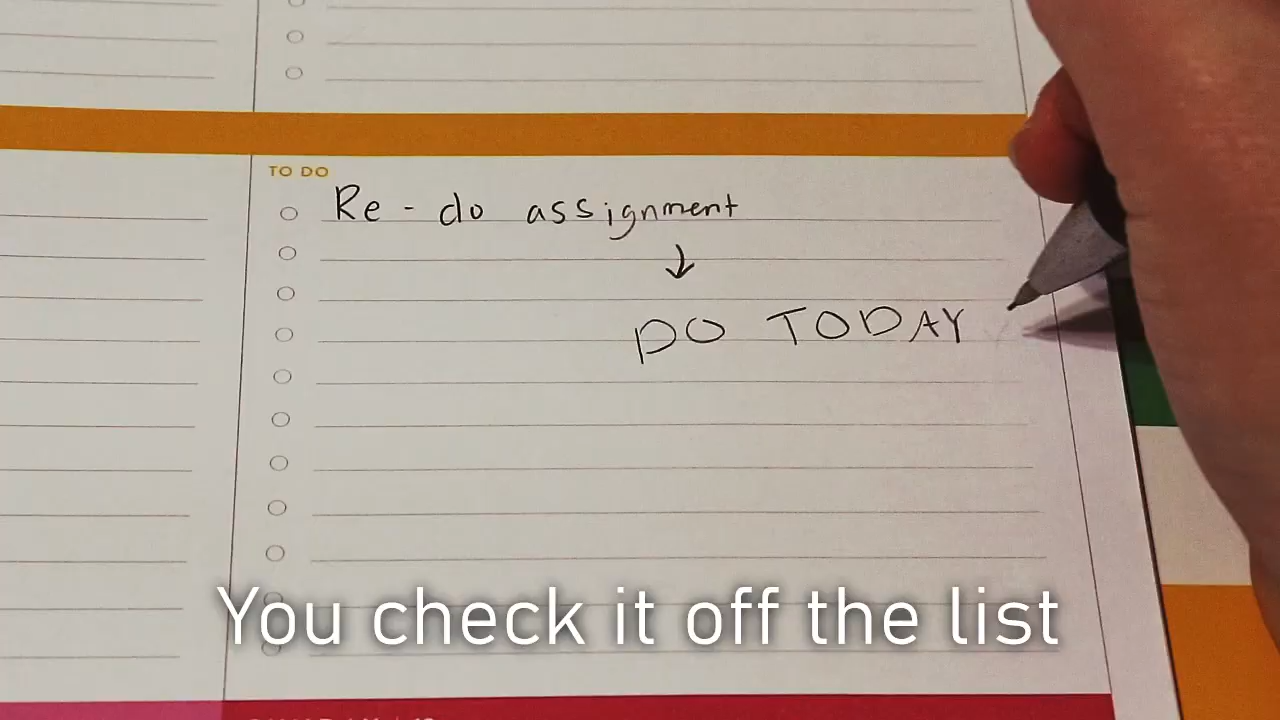 TO DO
Re-do assignment
↓
DO TODAY
You check it off the list